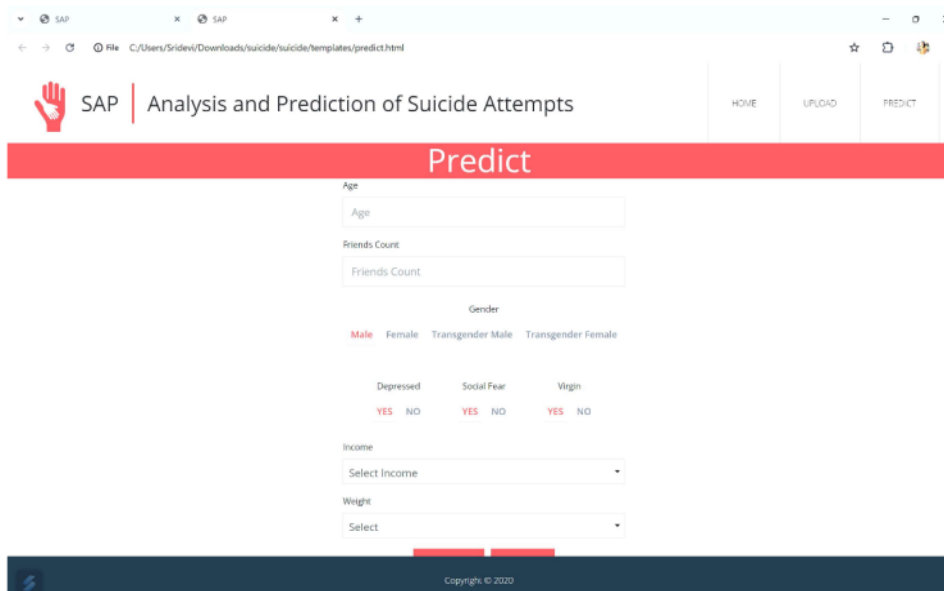 SAP
SAP
File C:/Users/Sridevi/Downloads/suicide/suicide/templates/predict.html
SAP Analysis and Prediction of Suicide Attempts
HOME UPLOAD PREDICT
Predict
Age
Age
Friends Count
Friends Count
Gender
Male Female Transgender Male Transgender Female
Depressed Social Fear Virgin
YES NO YES NO YES NO
Income
Select Income
Weight
Select
Copyright © 2020